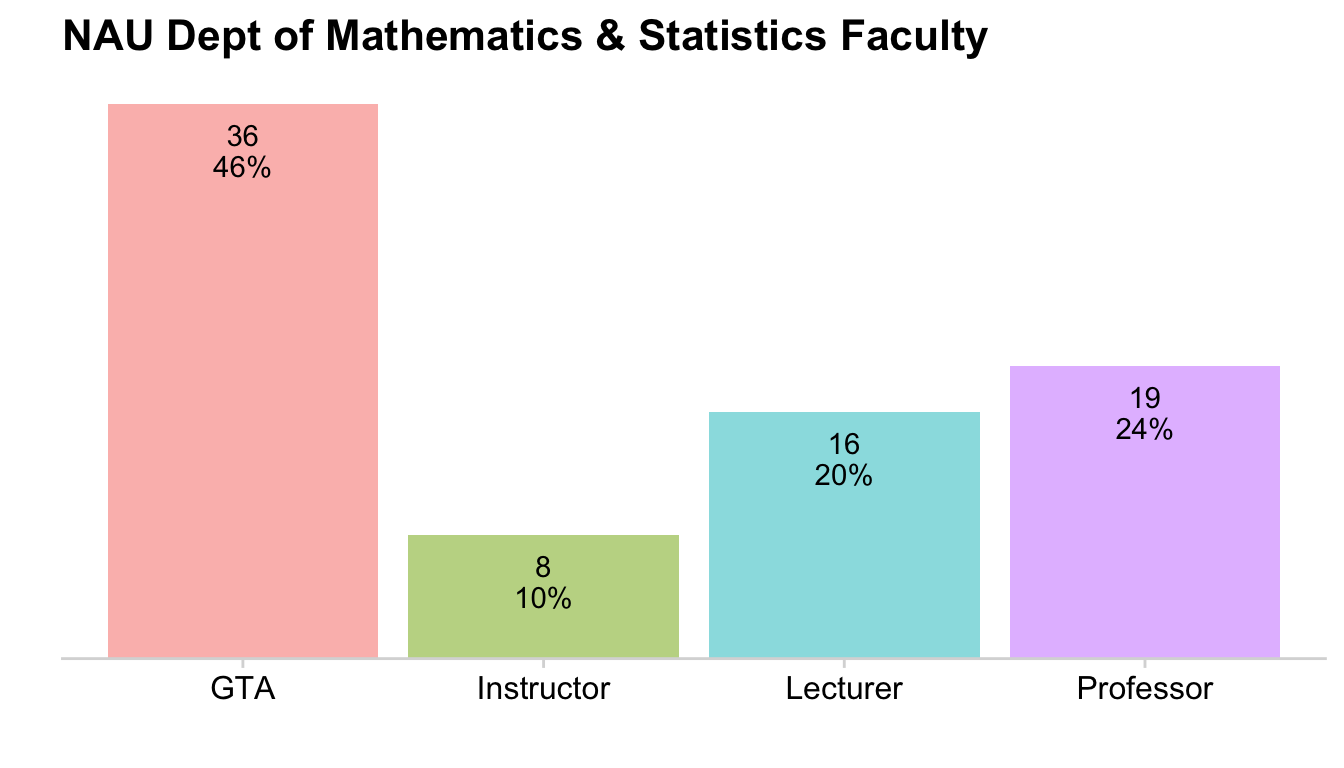 NAU Dept of Mathematics & Statistics Faculty
36
46%
8
10%
16
20%
19
24%
GTA
Instructor
Lecturer
Professor